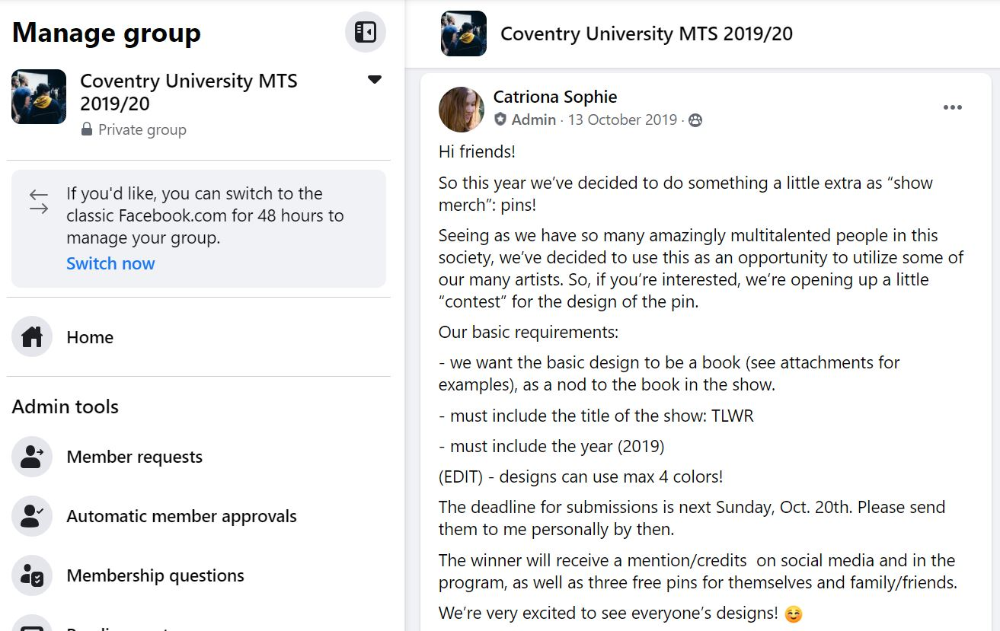 Manage group
Coventry University MTS
2019/20
Private group
If you'd like, you can switch to the
classic Facebook.com for 48 hours to
manage your group.
Switch now
Home
Admin tools
Member requests
Automatic member approvals
Membership questions
Coventry University MTS 2019/20
Catriona Sophie
Admin · 13 October 2019 ·
Hi friends!
So this year we’ve decided to do something a little extra as “show
merch”: pins!
Seeing as we have so many amazingly multitalented people in this
society, we’ve decided to use this as an opportunity to utilize some of
our many artists. So, if you’re interested, we’re opening up a little
“contest” for the design of the pin.
Our basic requirements:
- we want the basic design to be a book (see attachments for
examples), as a nod to the book in the show.
- must include the title of the show: TLWR
- must include the year (2019)
(EDIT) - designs can use max 4 colors!
The deadline for submissions is next Sunday, Oct. 20th. Please send
them to me personally by then.
The winner will receive a mention/credits  on social media and in the
program, as well as three free pins for themselves and family/friends.
We’re very excited to see everyone’s designs! 😊